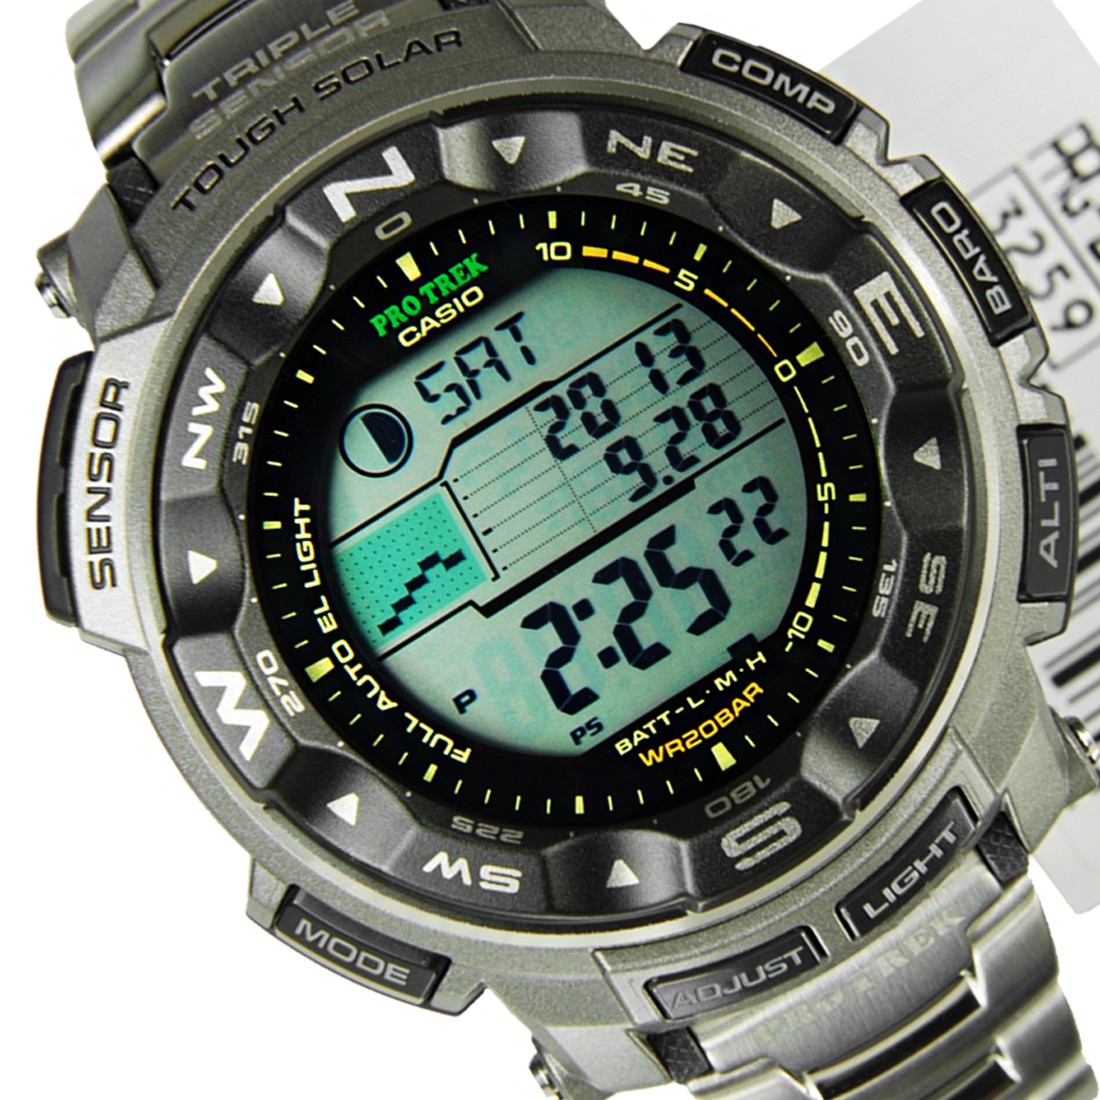 TRIPLE
SENSOR
TOUGH SOLAR
COMP
BARO
ALTI
SENSOR
MODE
ADJUST
LIGHT
PRO TREK
N
0
NE
45
E
90
SE
135
S
180
SW
225
W
270
NW
315
PRO TREK
CASIO
10
5
0
-5
-10
FULL AUTO EL LIGHT
SAT
20 13
9.28
P 2:25 22
PS
BATT-L·M·H
WR20BAR
3259